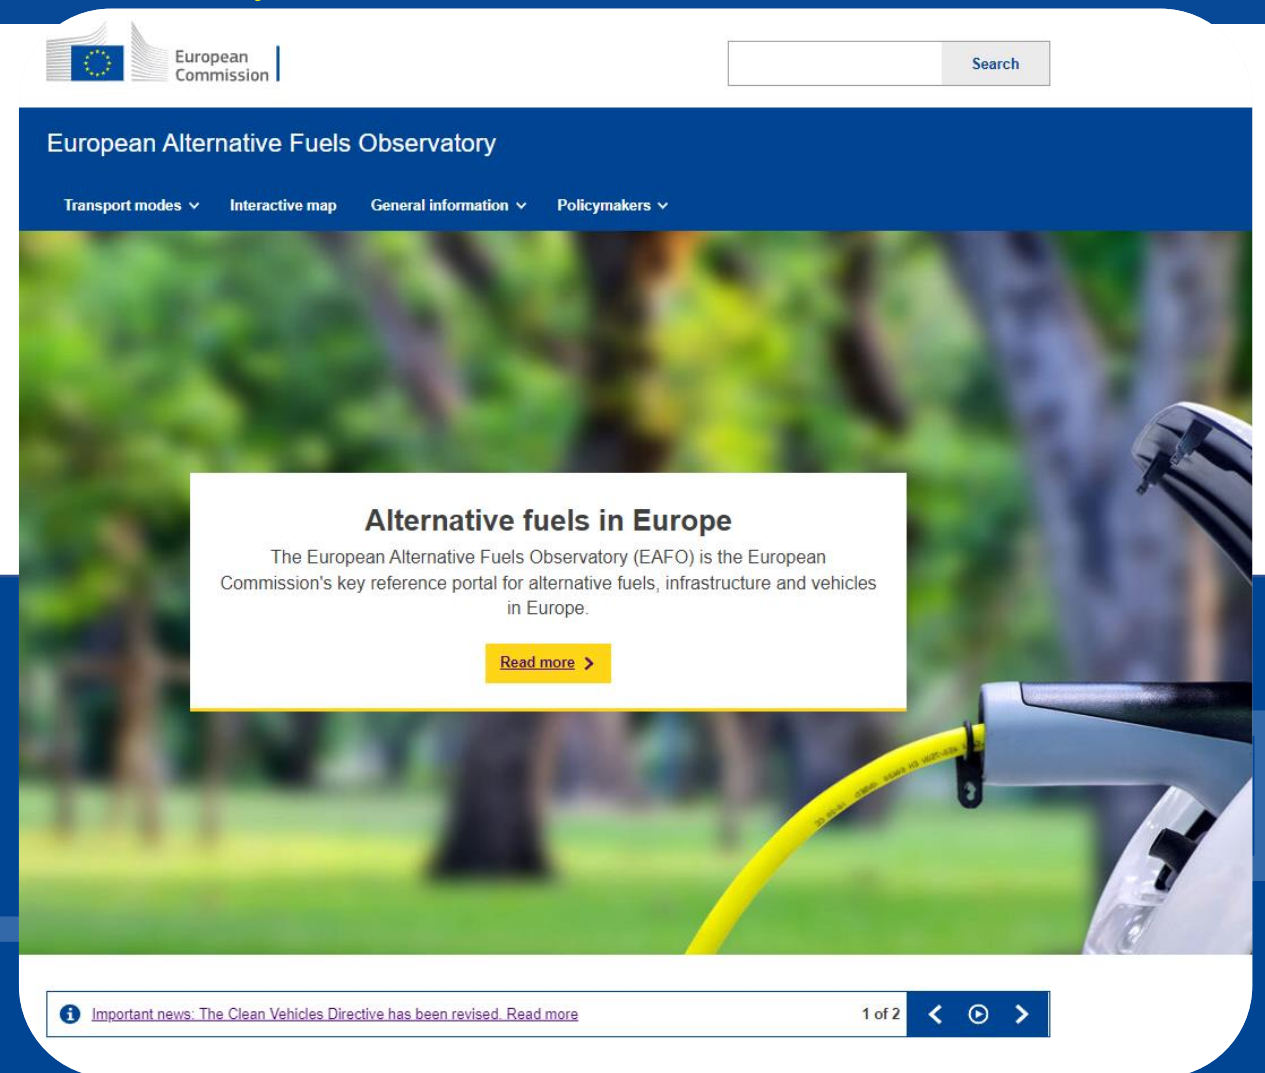 European
Commission
Search
European Alternative Fuels Observatory
Transport modes
Interactive map
General information
Policymakers
Alternative fuels in Europe
The European Alternative Fuels Observatory (EAFO) is the European
Commission's key reference portal for alternative fuels, infrastructure and vehicles
in Europe.
Read more
Important news: The Clean Vehicles Directive has been revised. Read more
1 of 2